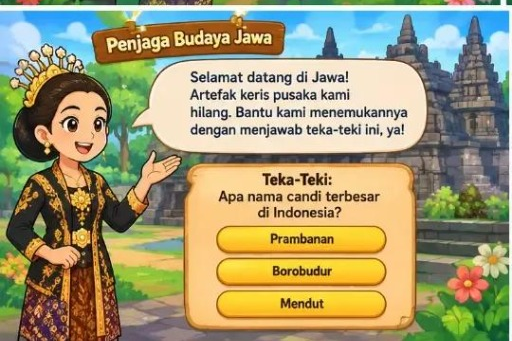 Penjaga Budaya Jawa
Selamat datang di Jawa!
Artefak keris pusaka kami
hilang. Bantu kami menemukannya
dengan menjawab teka-teki ini, ya!
Teka-Teki:
Apa nama candi terbesar
di Indonesia?
Prambanan
Borobudur
Mendut